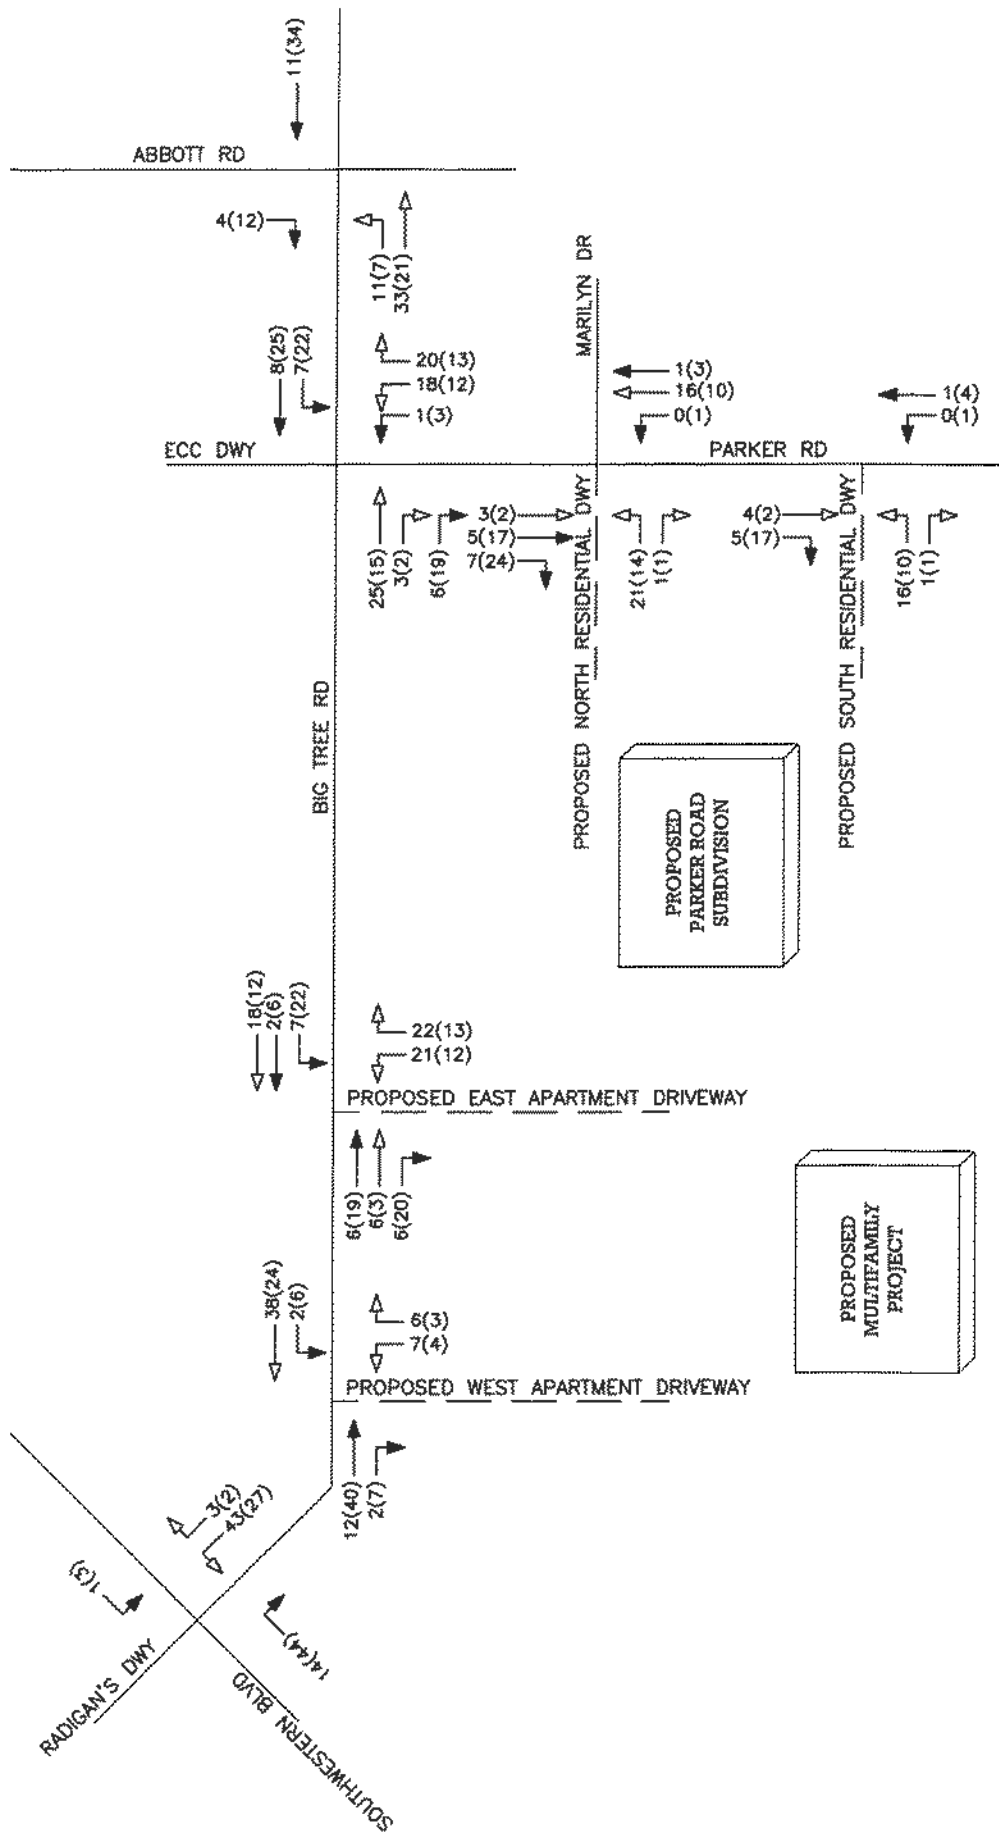 11(34)
ABBOTT RD
4(12)
11(7)
33(21)
8(25)
7(22)
20(13)
18(12)
1(3)
MARILYN DR
1(3)
16(10)
0(1)
1(4)
0(1)
ECC DWY
PARKER RD
25(15)
3(2)
6(19)
3(2)
5(17)
7(24)
21(14)
1(1)
4(2)
5(17)
16(10)
1(1)
BIG TREE RD
PROPOSED NORTH RESIDENTIAL DWY
PROPOSED SOUTH RESIDENTIAL DWY
PROPOSED
PARKER ROAD
SUBDIVISION
18(12)
2(6)
7(22)
22(13)
21(12)
PROPOSED EAST APARTMENT DRIVEWAY
6(19)
6(3)
6(20)
PROPOSED
MULTIFAMILY
PROJECT
38(24)
2(6)
6(3)
7(4)
PROPOSED WEST APARTMENT DRIVEWAY
12(40)
2(7)
3(2)
43(27)
1(3)
14(44)
RADIGAN'S DWY
SOUTHWESTERN BLVD